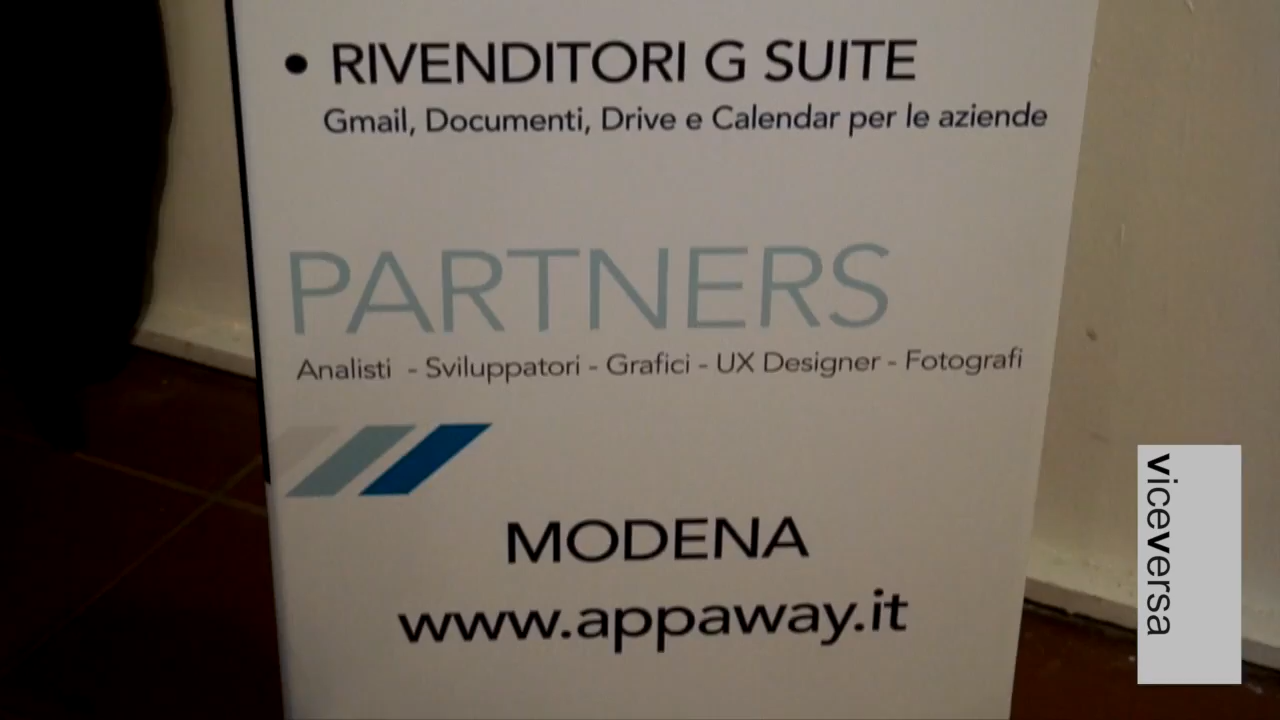 • RIVENDITORI G SUITE
Gmail, Documenti, Drive e Calendar per le aziende
PARTNERS
Analisti - Sviluppatori - Grafici - UX Designer - Fotografi
MODENA
www.appaway.it
viceversa